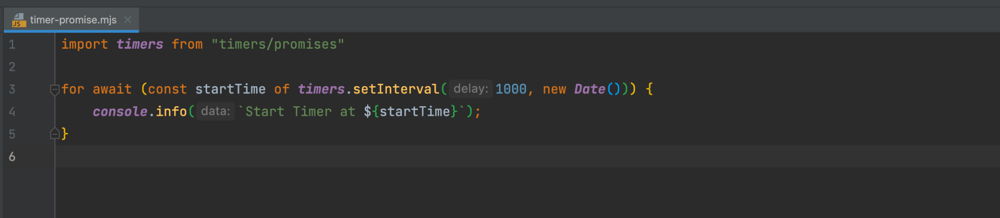 JS timer-promise.mjs
1 import timers from "timers/promises"
2
3 for await (const startTime of timers.setInterval( delay: 1000, new Date())) {
4 console.info( data: `Start Timer at ${startTime}`);
5 }
6